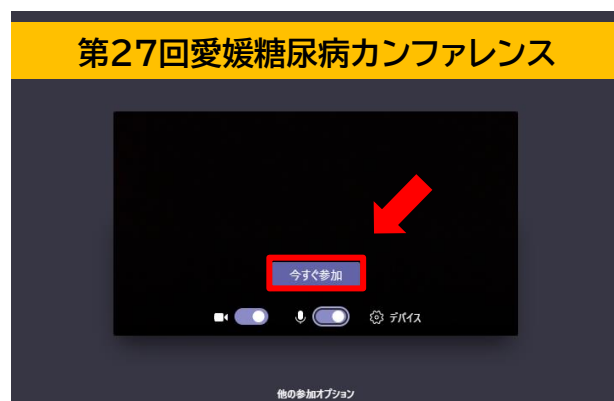 第27回愛媛糖尿病カンファレンス
今すぐ参加
デバイス
他の参加オプション